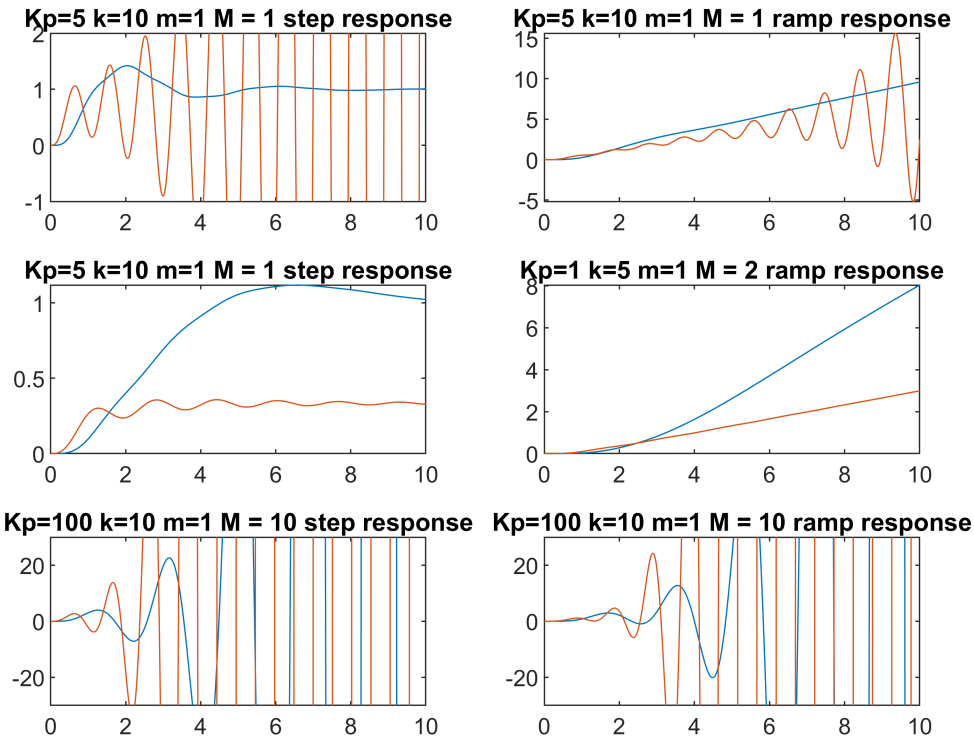 Kp=5 k=10 m=1 M = 1 step response
2
1
0
-1
0 2 4 6 8 10
Kp=5 k=10 m=1 M = 1 ramp response
15
10
5
0
-5
0 2 4 6 8 10
Kp=5 k=10 m=1 M = 1 step response
1
0.5
0
0 2 4 6 8 10
Kp=1 k=5 m=1 M = 2 ramp response
8
6
4
2
0
0 2 4 6 8 10
Kp=100 k=10 m=1 M = 10 step response
20
0
-20
0 2 4 6 8 10
Kp=100 k=10 m=1 M = 10 ramp response
20
0
-20
0 2 4 6 8 10